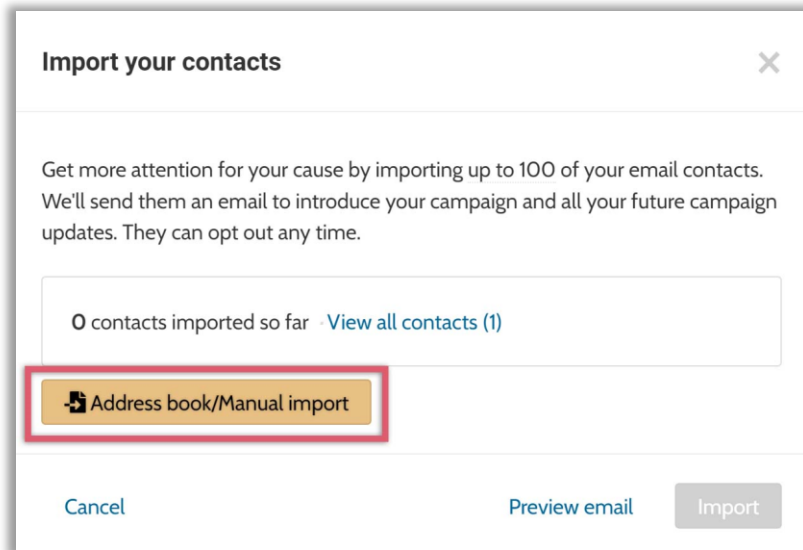 Import your contacts
Get more attention for your cause by importing up to 100 of your email contacts.
We'll send them an email to introduce your campaign and all your future campaign
updates. They can opt out any time.
0 contacts imported so far · View all contacts (1)
Address book/Manual import
Cancel
Preview email
Import